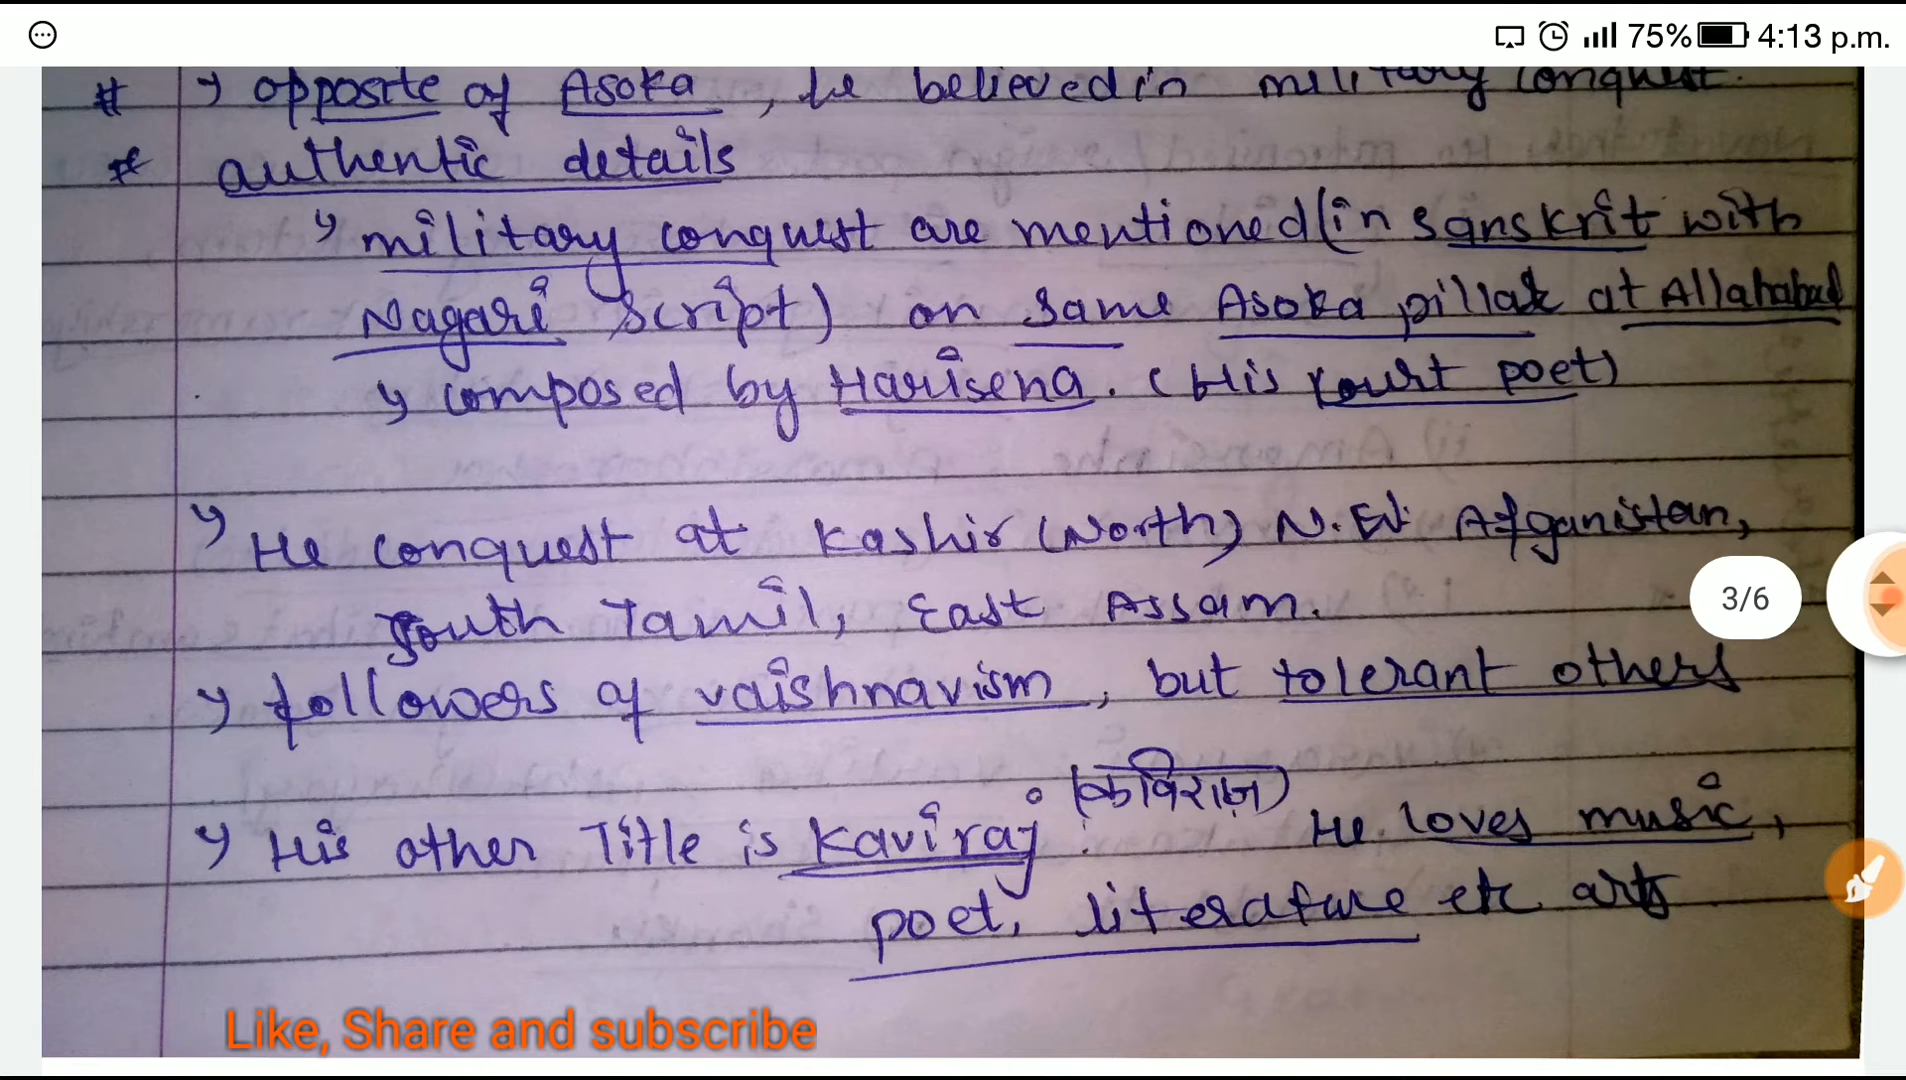 75% 4:13 p.m.
# opposite of Asoka, he believed in military conquest.
* authentic details
military conquest are mentioned (in sanskrit with
Nagari script) on same Asoka pillar at Allahabad
composed by Harisena. (His court poet)
He conquest at Kashir (North) N.W. Afganistan,
South Tamil, East Assam.
3/6
followers of vaishnavism, but tolerant others
(कविराज)
His other Title is Kaviraj. He loves music,
poet, literature etc arts
Like, Share and subscribe